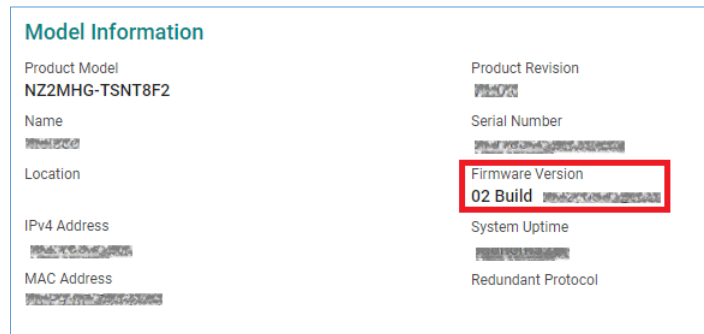 Model Information
Product Model
NZ2MHG-TSNT8F2
Product Revision
Name
Serial Number
Location
Firmware Version
02 Build
IPv4 Address
System Uptime
MAC Address
Redundant Protocol